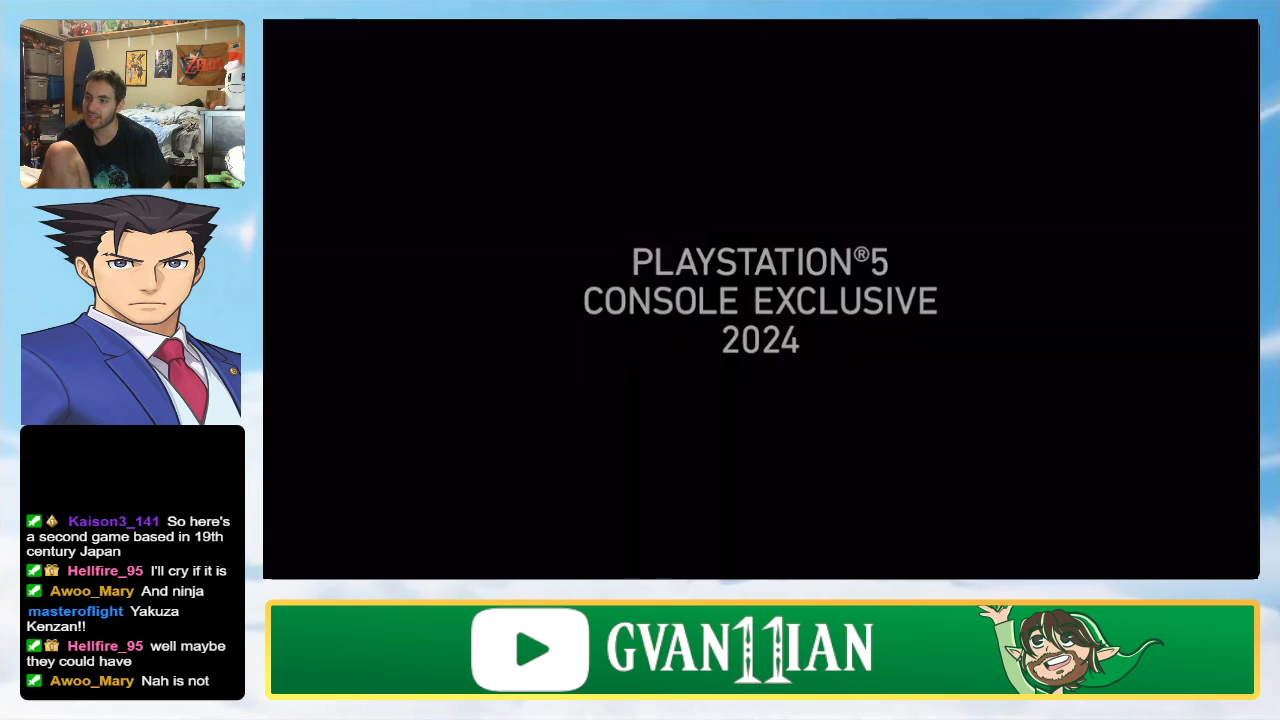 ZELDA
PLAYSTATION®5
CONSOLE EXCLUSIVE
2024
Kaison3_141 So here's
a second game based in 19th
century Japan
Hellfire_95 I'll cry if it is
Awoo_Mary And ninja
masteroflight Yakuza
Kenzan!!
Hellfire_95 well maybe
they could have
Awoo_Mary Nah is not
GVAN11IAN